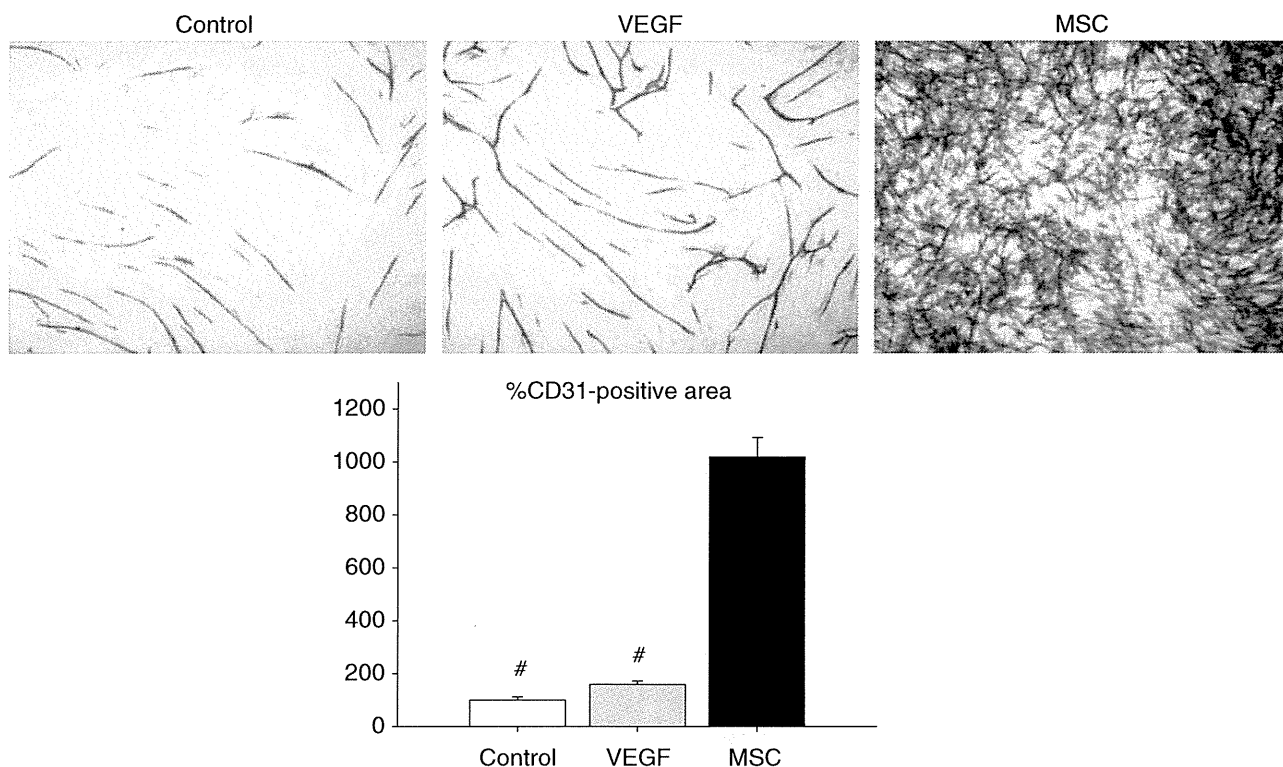 Control VEGF MSC
%CD31-positive area
1200
1000
800
600
400
200
0
# #
Control VEGF MSC